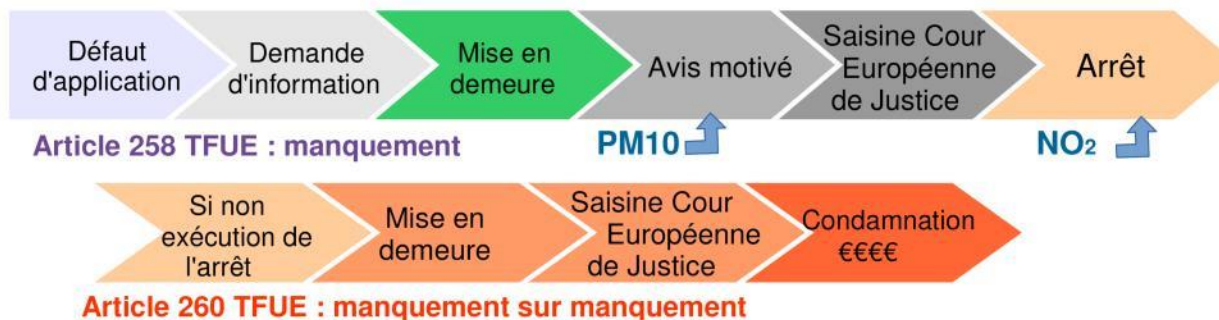 Défaut
d'application
Demande
d'information
Mise en
demeure
Avis motivé
Saisine Cour
Européenne
de Justice
Arrêt
Article 258 TFUE : manquement
PM10
NO2
Si non
exécution de
l'arrêt
Mise en
demeure
Saisine Cour
Européenne
de Justice
Condamnation
€€€€
Article 260 TFUE : manquement sur manquement